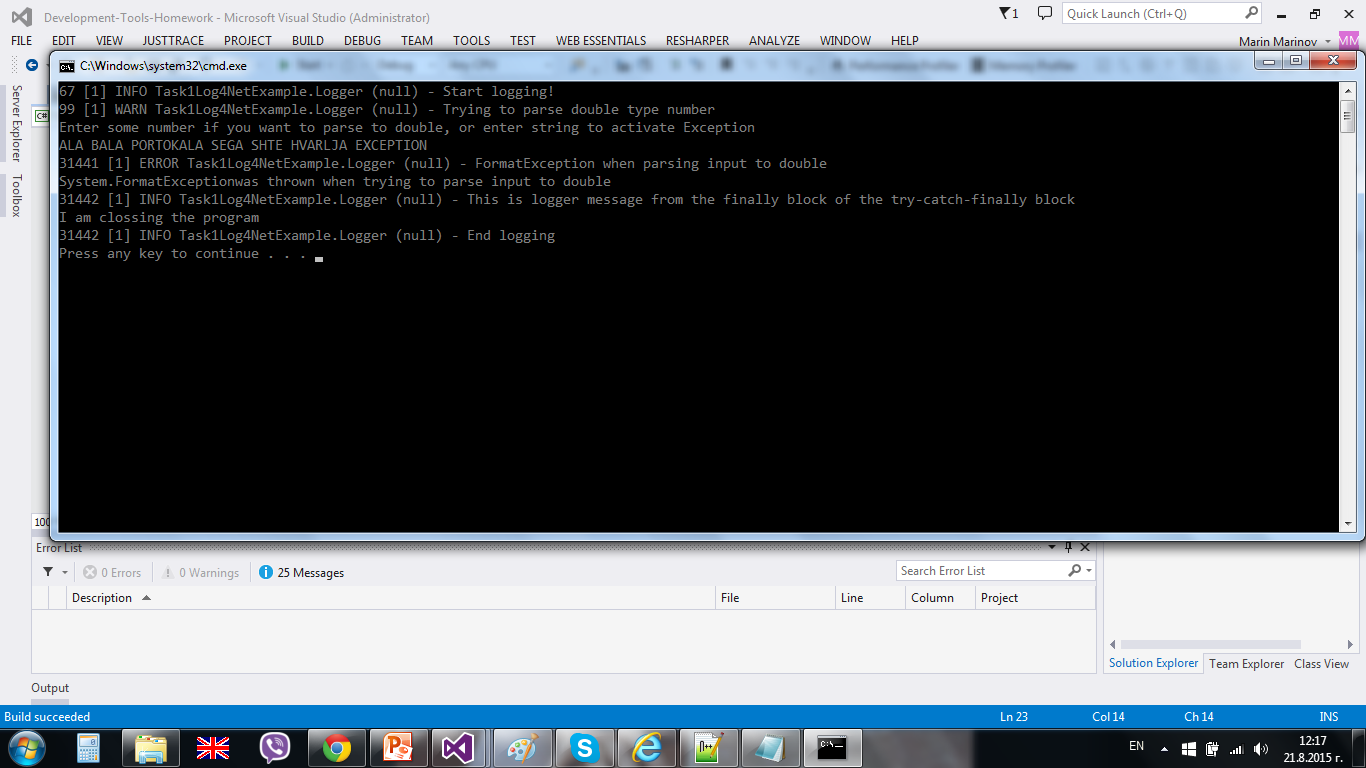 Development-Tools-Homework - Microsoft Visual Studio (Administrator)
1
Quick Launch (Ctrl+Q)
FILE EDIT VIEW JUSTTRACE PROJECT BUILD DEBUG TEAM TOOLS TEST WEB ESSENTIALS RESHARPER ANALYZE WINDOW HELP
Marin Marinov MM
C:\Windows\system32\cmd.exe
Server Explorer
Toolbox
C#
67 [1] INFO Task1Log4NetExample.Logger (null) - Start logging!
99 [1] WARN Task1Log4NetExample.Logger (null) - Trying to parse double type number
Enter some number if you want to parse to double, or enter string to activate Exception
ALA BALA PORTOKALA SEGA SHTE HVARLJA EXCEPTION
31441 [1] ERROR Task1Log4NetExample.Logger (null) - FormatException when parsing input to double
System.FormatExceptionwas thrown when trying to parse input to double
31442 [1] INFO Task1Log4NetExample.Logger (null) - This is logger message from the finally block of the try-catch-finally block
I am clossing the program
31442 [1] INFO Task1Log4NetExample.Logger (null) - End logging
Press any key to continue . . .
100
Error List
0 Errors 0 Warnings 25 Messages
Search Error List
Description File Line Column Project
Solution Explorer Team Explorer Class View
Output
Build succeeded
Ln 23 Col 14 Ch 14 INS
EN
12:17
21.8.2015 г.